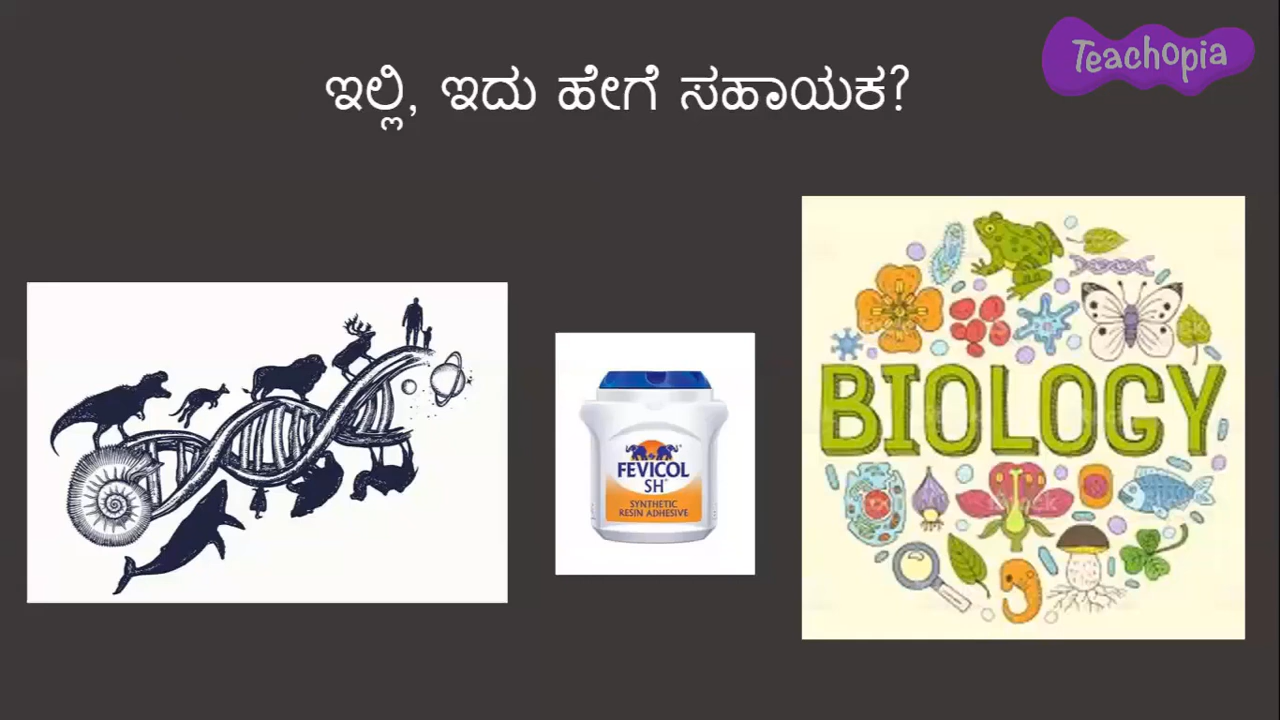 Teachopia
ಇಲ್ಲಿ, ಇದು ಹೇಗೆ ಸಹಾಯಕ?
FEVICOL
SH
SYNTHETIC
RESIN ADHESIVE
BIOLOGY